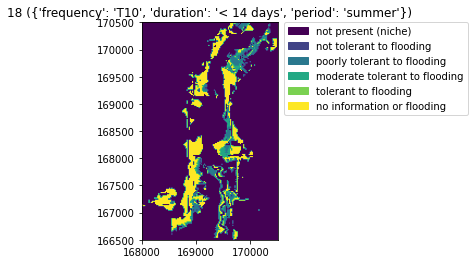 18 ({'frequency': 'T10', 'duration': '< 14 days', 'period': 'summer'})
170500
170000
169500
169000
168500
168000
167500
167000
166500
168000 169000 170000
not present (niche)
not tolerant to flooding
poorly tolerant to flooding
moderate tolerant to flooding
tolerant to flooding
no information or flooding